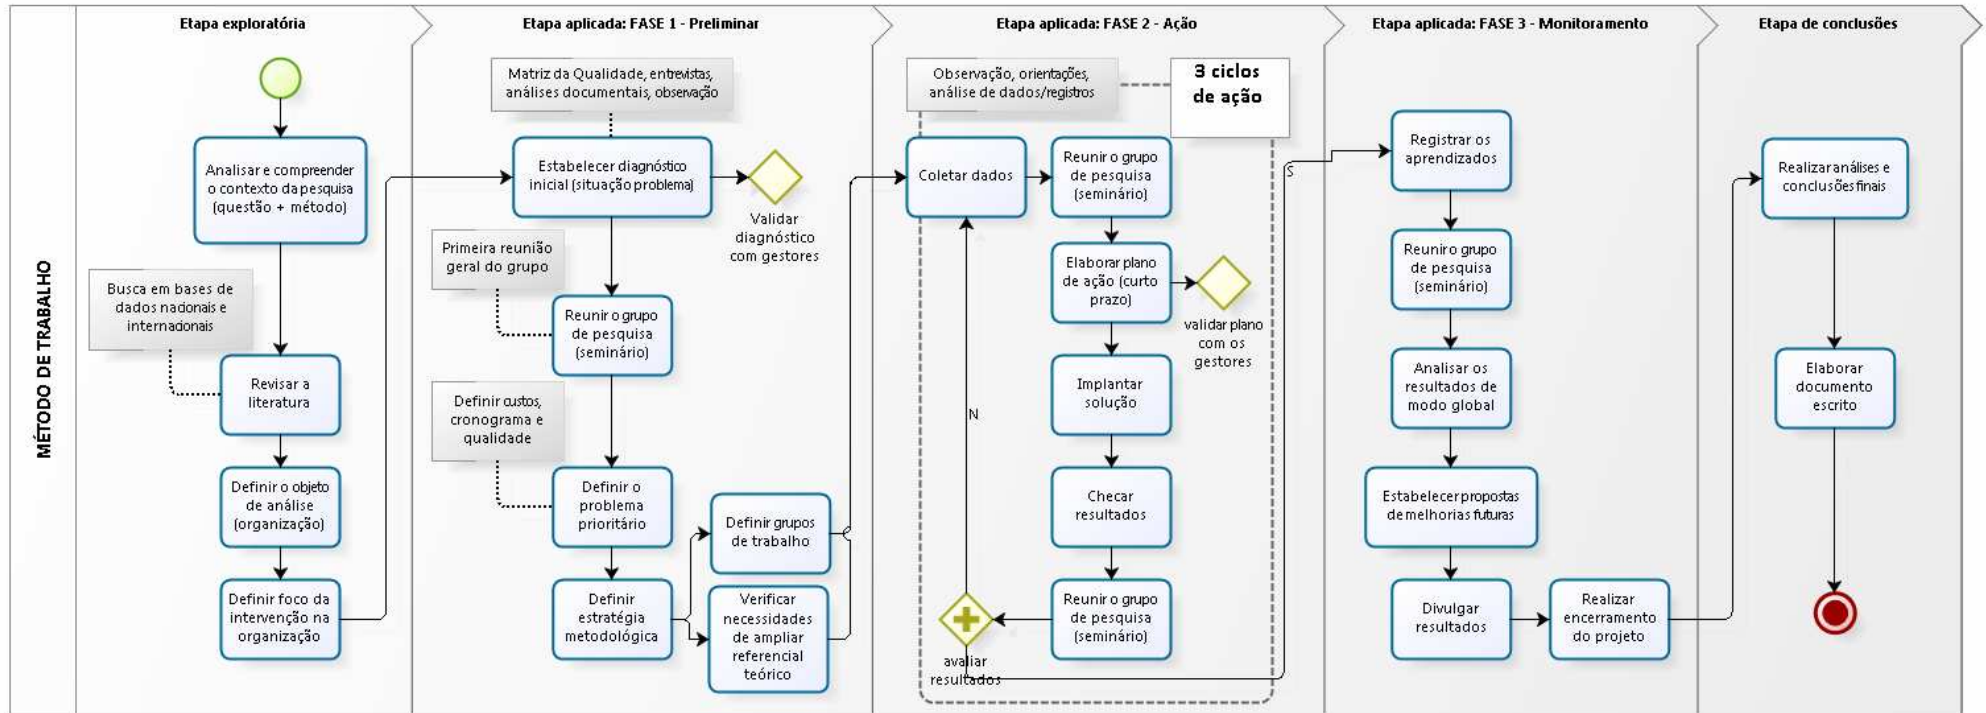 MÉTODO DE TRABALHO
Etapa exploratória
Analisar e compreender
o contexto da pesquisa
(questão + método)
Busca em bases de
dados nacionais e
internacionais
Revisar a
literatura
Definir o objeto
de análise
(organização)
Definir foco da
intervenção na
organização
Etapa aplicada: FASE 1 - Preliminar
Matriz da Qualidade, entrevistas,
análises documentais, observação
Estabelecer diagnóstico
inicial (situação problema)
Validar
diagnóstico
com gestores
Primeira reunião
geral do grupo
Reunir o grupo
de pesquisa
(seminário)
Definir custos,
cronograma e
qualidade
Definir o
problema
prioritário
Definir grupos
de trabalho
Definir
estratégia
metodológica
Verificar
necessidades
de ampliar
referencial
teórico
Etapa aplicada: FASE 2 - Ação
Observação, orientações,
análise de dados/registros
3 ciclos
de ação
Coletar dados
Reunir o grupo
de pesquisa
(seminário)
Elaborar plano
de ação (curto
prazo)
validar plano
com os
gestores
Implantar
solução
N
Checar
resultados
Reunir o grupo
de pesquisa
(seminário)
avaliar
resultados
S
Etapa aplicada: FASE 3 - Monitoramento
Registrar os
aprendizados
Reunir o grupo
de pesquisa
(seminário)
Analisar os
resultados de
modo global
Estabelecer propostas
de melhorias futuras
Divulgar
resultados
Realizar
encerramento
do projeto
Etapa de conclusões
Realizar análises e
conclusões finais
Elaborar
documento
escrito